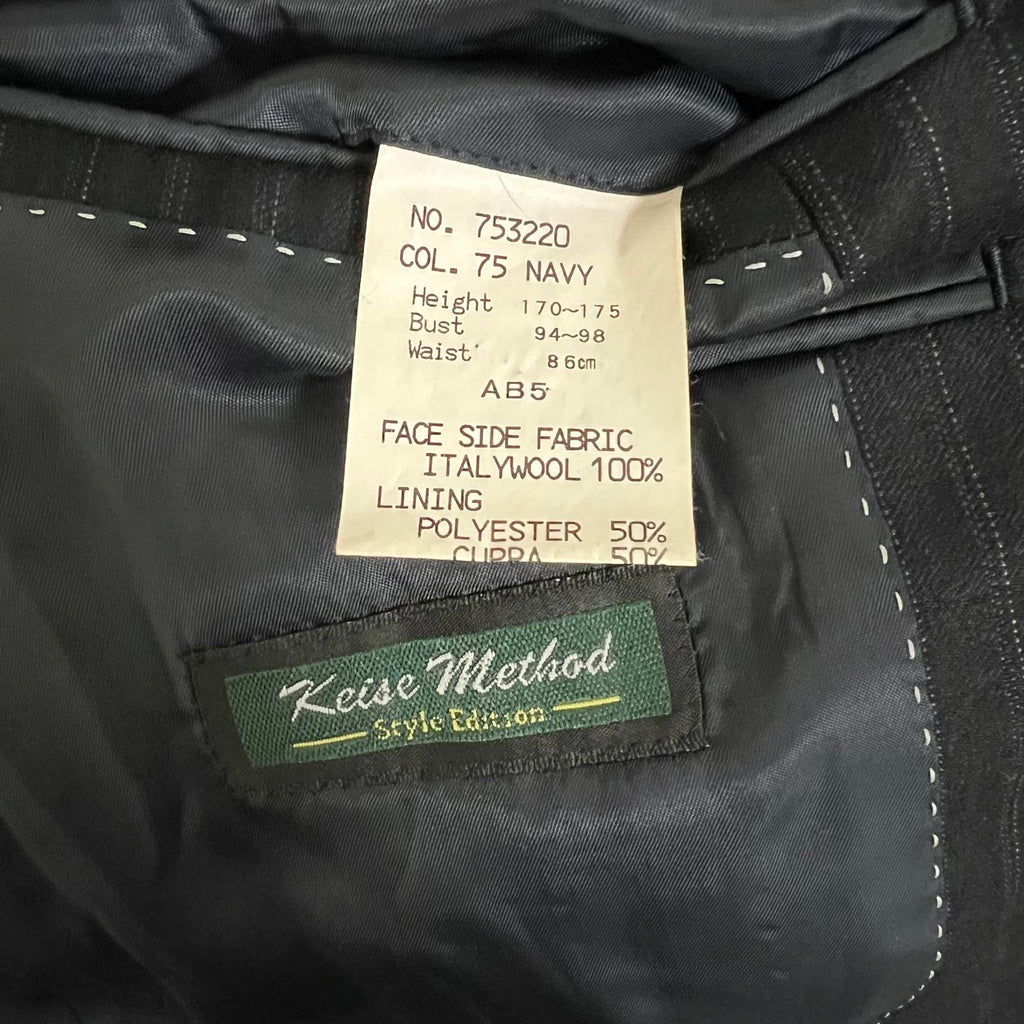 NO. 753220
COL. 75 NAVY
Height 170~175
Bust 94~98
Waist 86cm
AB5
FACE SIDE FABRIC
ITALYWOOL 100%
LINING
POLYESTER 50%
CUPRA 50%
Keise Method
Style Edition